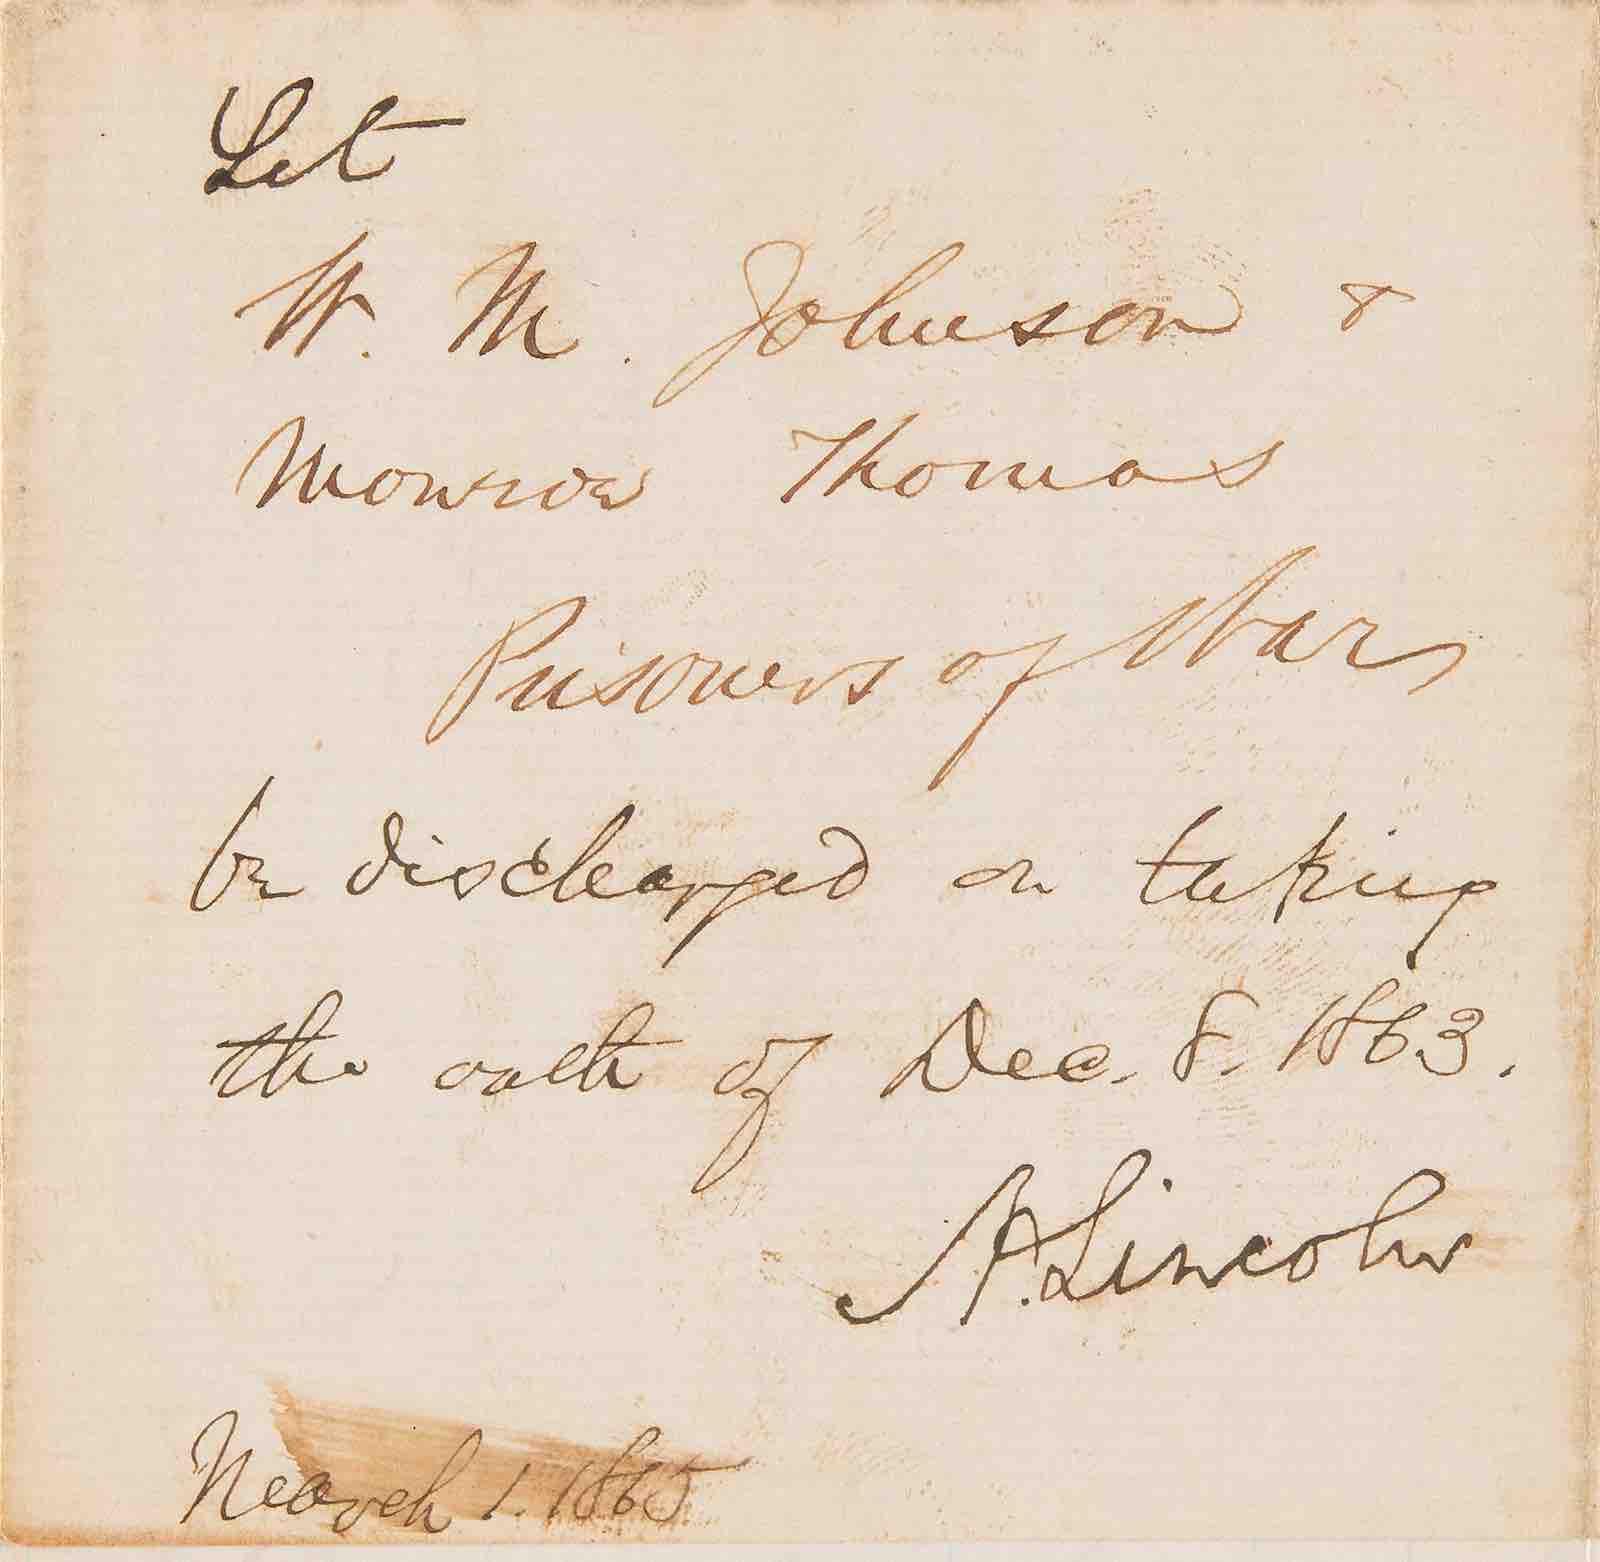 Let
W. M. Johnson &
Monroe Thomas
Prisoners of War
be discharged on taking
the oath of Dec. 8. 1863.
A. Lincoln
March 1. 1865